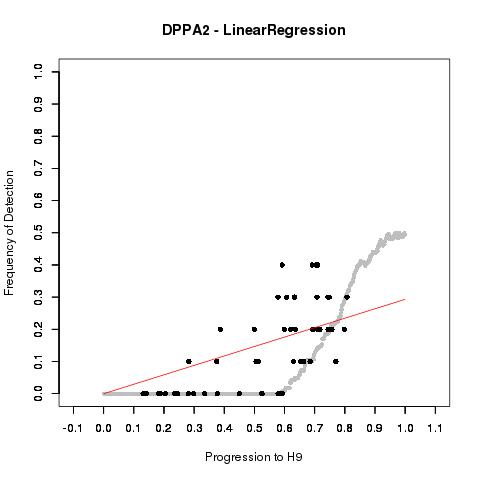 DPPA2 - LinearRegression
Frequency of Detection
1.0
0.9
0.8
0.7
0.6
0.5
0.4
0.3
0.2
0.1
0.0
-0.1 0.0 0.1 0.2 0.3 0.4 0.5 0.6 0.7 0.8 0.9 1.0 1.1
Progression to H9